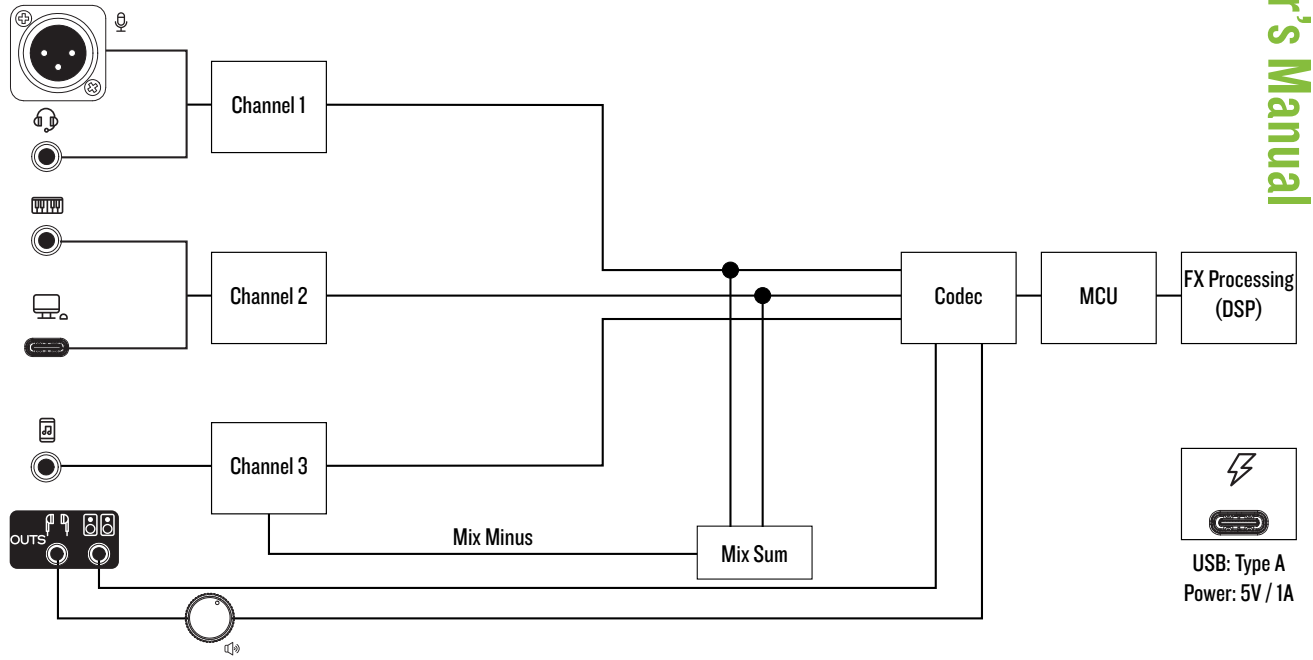 r's Manual
Channel 1
Channel 2
Codec
MCU
FX Processing
(DSP)
Channel 3
OUTS
Mix Minus
Mix Sum
USB: Type A
Power: 5V / 1A